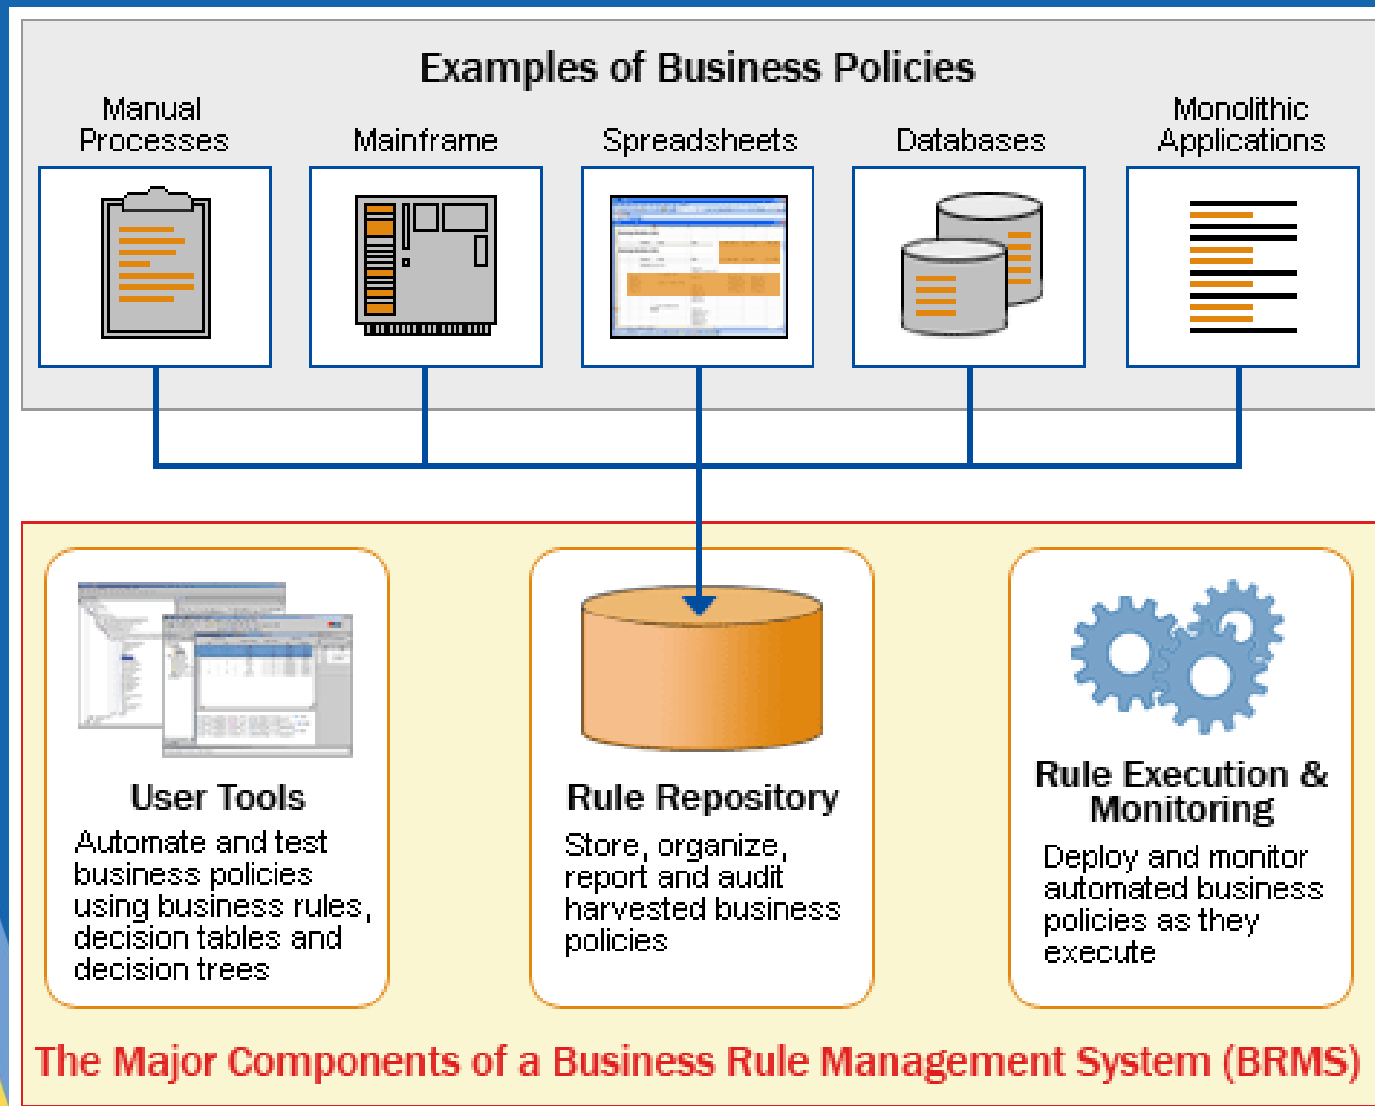 Examples of Business Policies
Manual
Processes
Mainframe
Spreadsheets
Databases
Monolithic
Applications
User Tools
Automate and test
business policies
using business rules,
decision tables and
decision trees
Rule Repository
Store, organize,
report and audit
harvested business
policies
Rule Execution &
Monitoring
Deploy and monitor
automated business
policies as they
execute
The Major Components of a Business Rule Management System (BRMS)